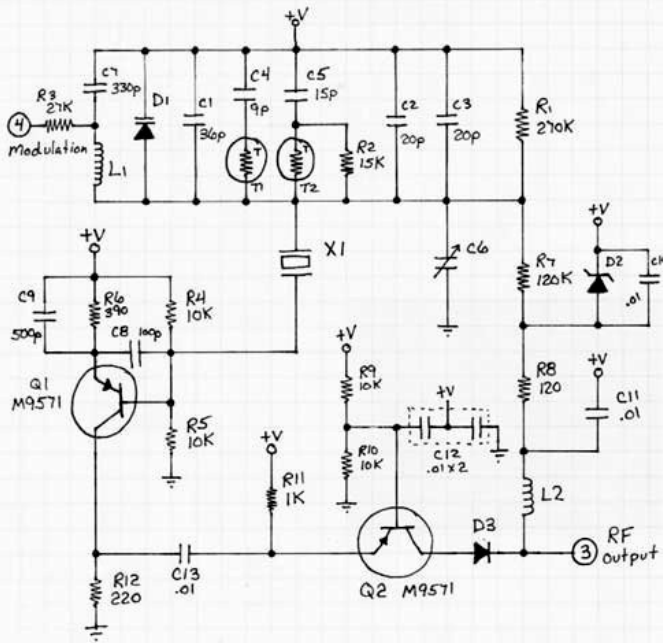 +V
C7
330p
R3
27K
4
Modulation
L1
D1
C1
36p
C4
9p
T
T1
C5
15p
T
T2
R2
15K
C2
20p
C3
20p
R1
270K
X1
C6
R7
120K
+V
D2
.01
+V
C9
500p
R6
390
R4
10K
C8 100p
Q1
M9571
R5
10K
+V
R9
10K
R10
10K
+V
C12
.01x2
R8
120
+V
C11
.01
L2
+V
R11
1K
D3
3
RF
Output
C13
.01
Q2 M9571
R12
220